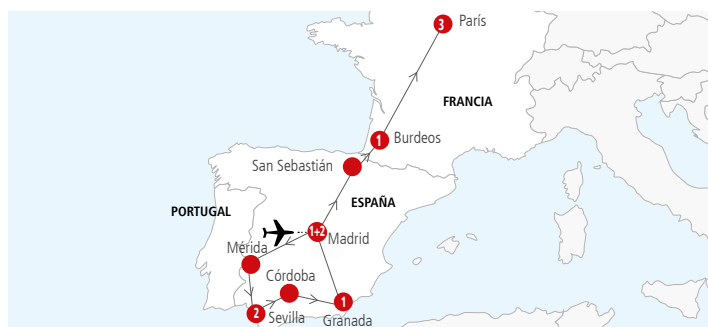 3 París
FRANCIA
1 Burdeos
San Sebastián
ESPAÑA
PORTUGAL
1+2 Madrid
Mérida
Córdoba
2 Sevilla
1 Granada